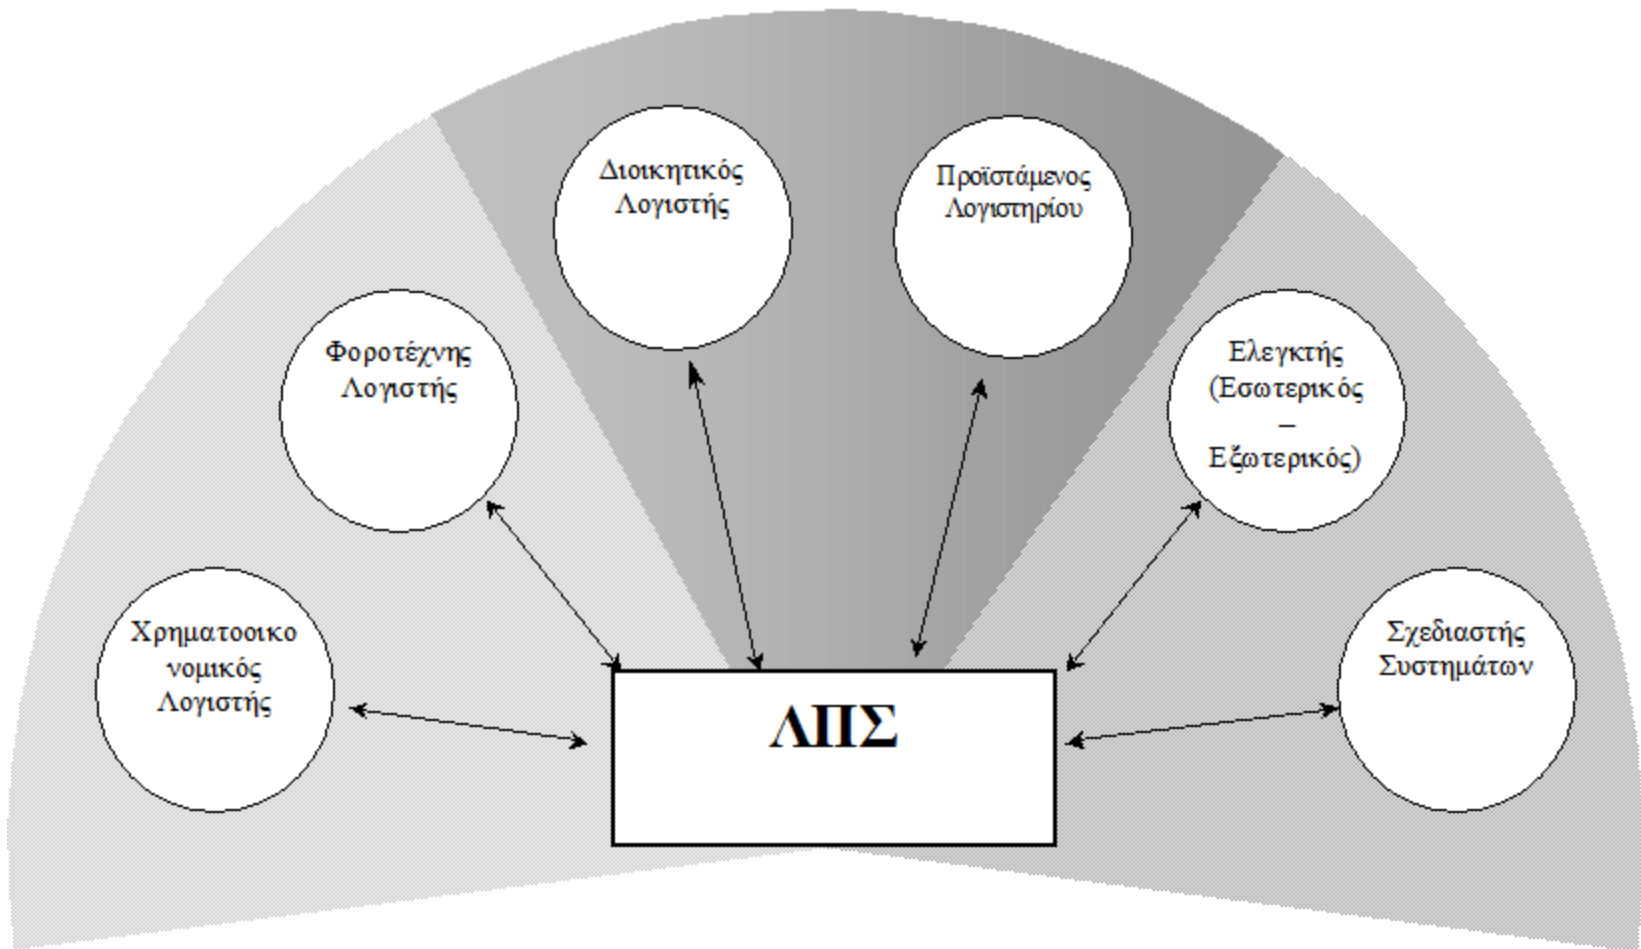 Διοικητικός
Λογιστής
Προϊστάμενος
Λογιστηρίου
Φοροτέχνης
Λογιστής
Ελεγκτής
(Εσωτερικός
–
Εξωτερικός)
Χρηματοοικο
νομικός
Λογιστής
Σχεδιαστής
Συστημάτων
ΛΠΣ